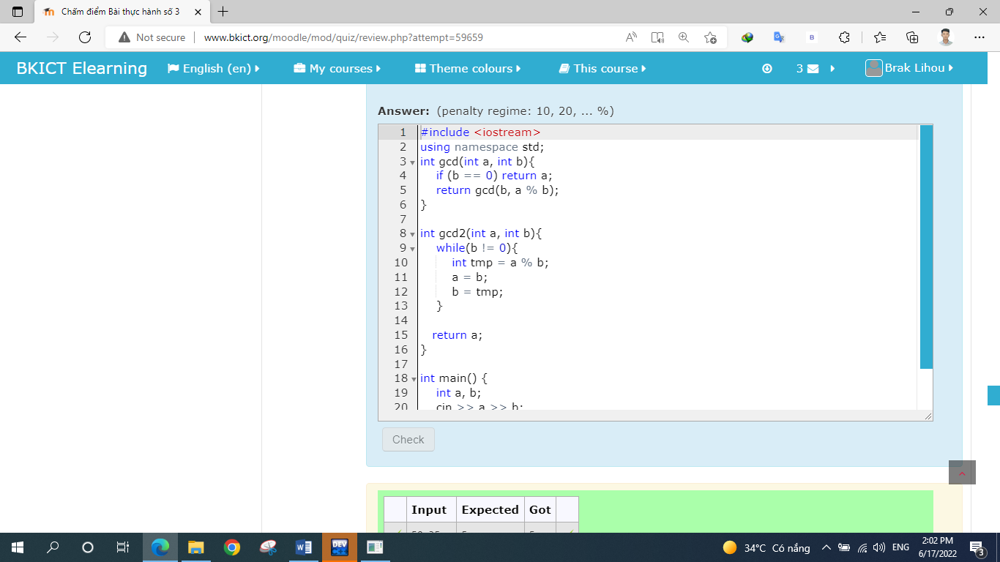 Chấm điểm Bài thực hành số 3
Not secure www.bkict.org/moodle/mod/quiz/review.php?attempt=59659
BKICT Elearning English (en) My courses Theme colours This course 3 Brak Lihou
Answer: (penalty regime: 10, 20, ... %)
1 #include <iostream>
2 using namespace std;
3 int gcd(int a, int b){
4 if (b == 0) return a;
5 return gcd(b, a % b);
6 }
7
8 int gcd2(int a, int b){
9 while(b != 0){
10 int tmp = a % b;
11 a = b;
12 b = tmp;
13 }
14
15 return a;
16 }
17
18 int main() {
19 int a, b;
20 cin >> a >> b;
Check
Input Expected Got
34°C Có nắng ENG 2:02 PM
6/17/2022 3